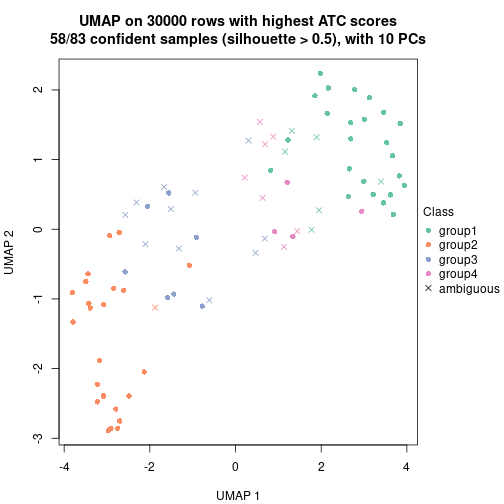 UMAP on 30000 rows with highest ATC scores
58/83 confident samples (silhouette > 0.5), with 10 PCs
2
1
0
-1
-2
-3
UMAP 2
-4
-2
0
2
4
UMAP 1
Class
group1
group2
group3
group4
ambiguous